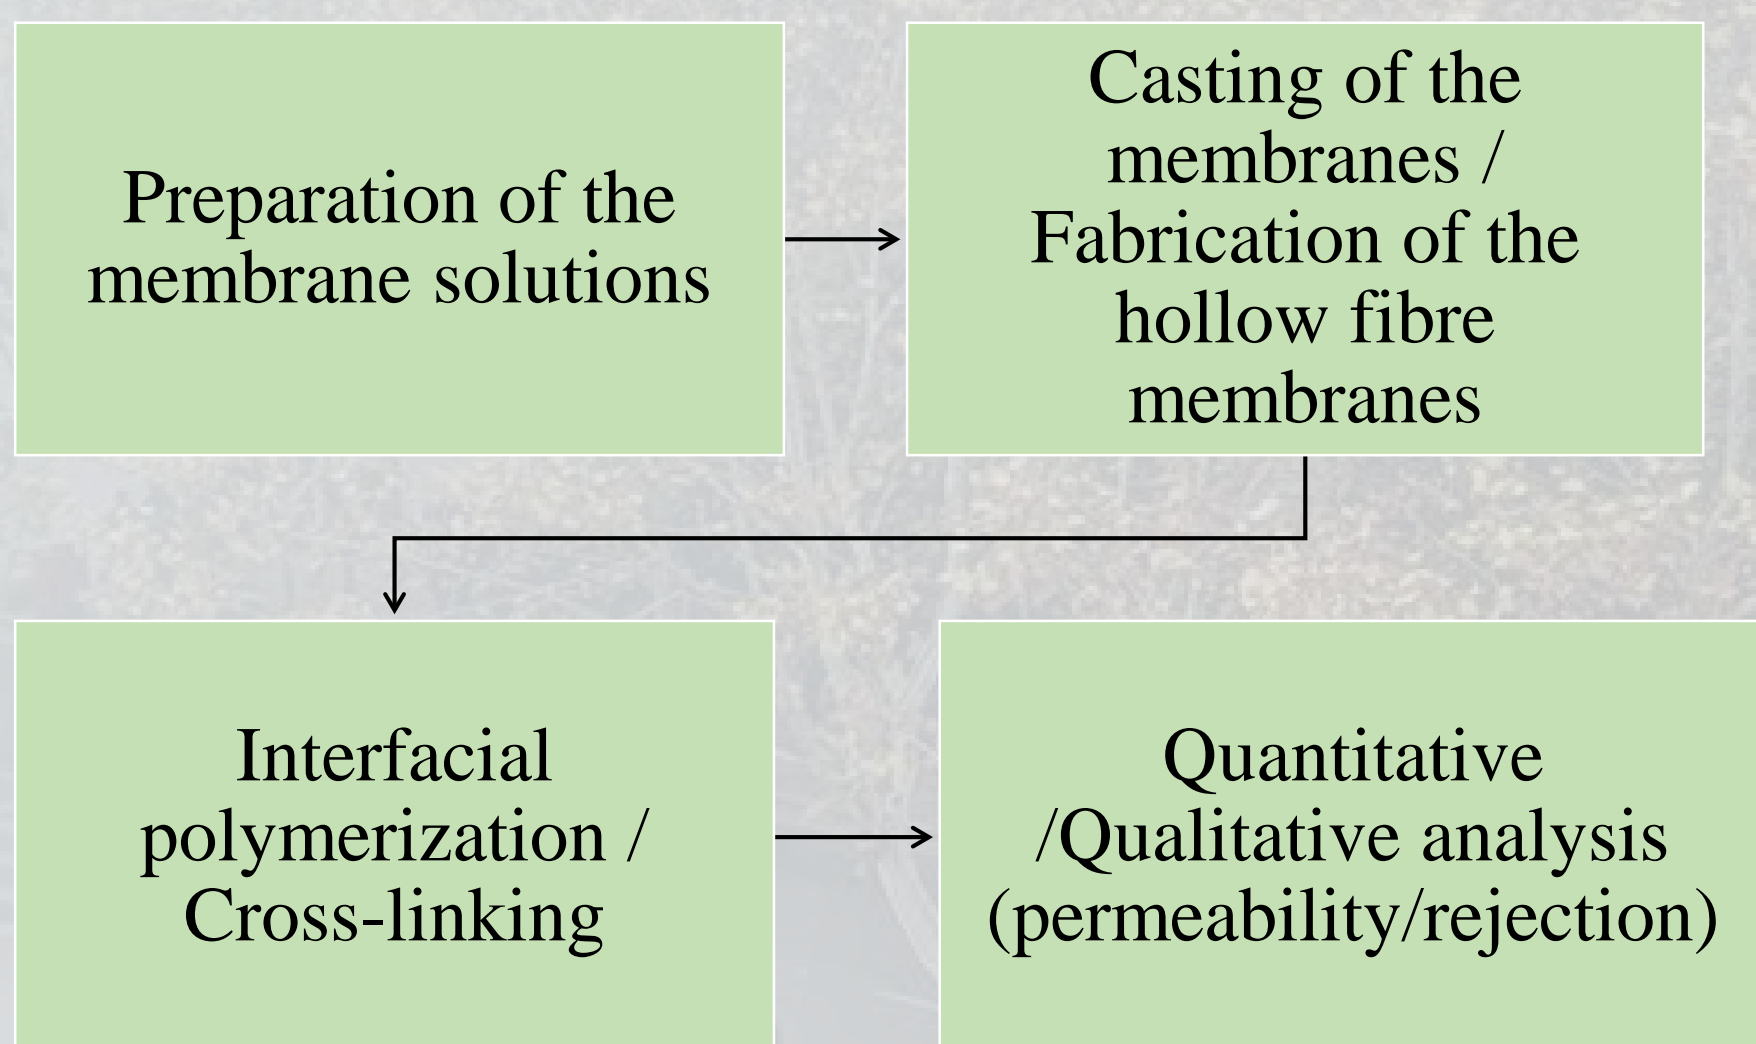 Preparation of the
membrane solutions
Casting of the
membranes /
Fabrication of the
hollow fibre
membranes
Interfacial
polymerization /
Cross-linking
Quantitative
/Qualitative analysis
(permeability/rejection)